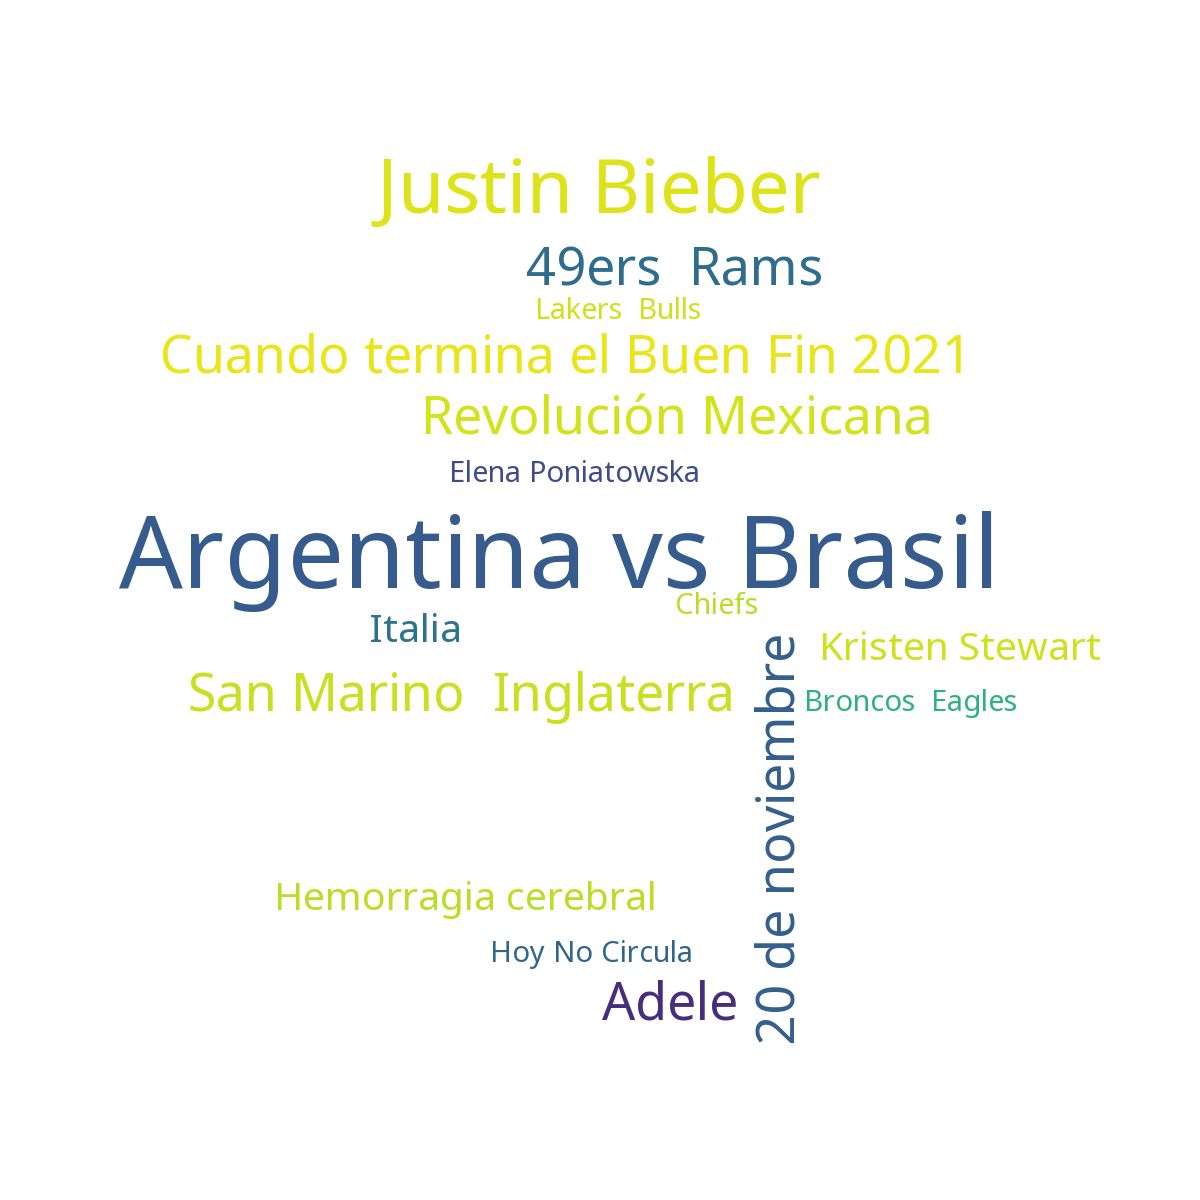 Justin Bieber
49ers  Rams
Lakers  Bulls
Cuando termina el Buen Fin 2021
Revolución Mexicana
Elena Poniatowska
Argentina vs Brasil
Chiefs
Italia
Kristen Stewart
San Marino  Inglaterra
Broncos  Eagles
20 de noviembre
Hemorragia cerebral
Hoy No Circula
Adele